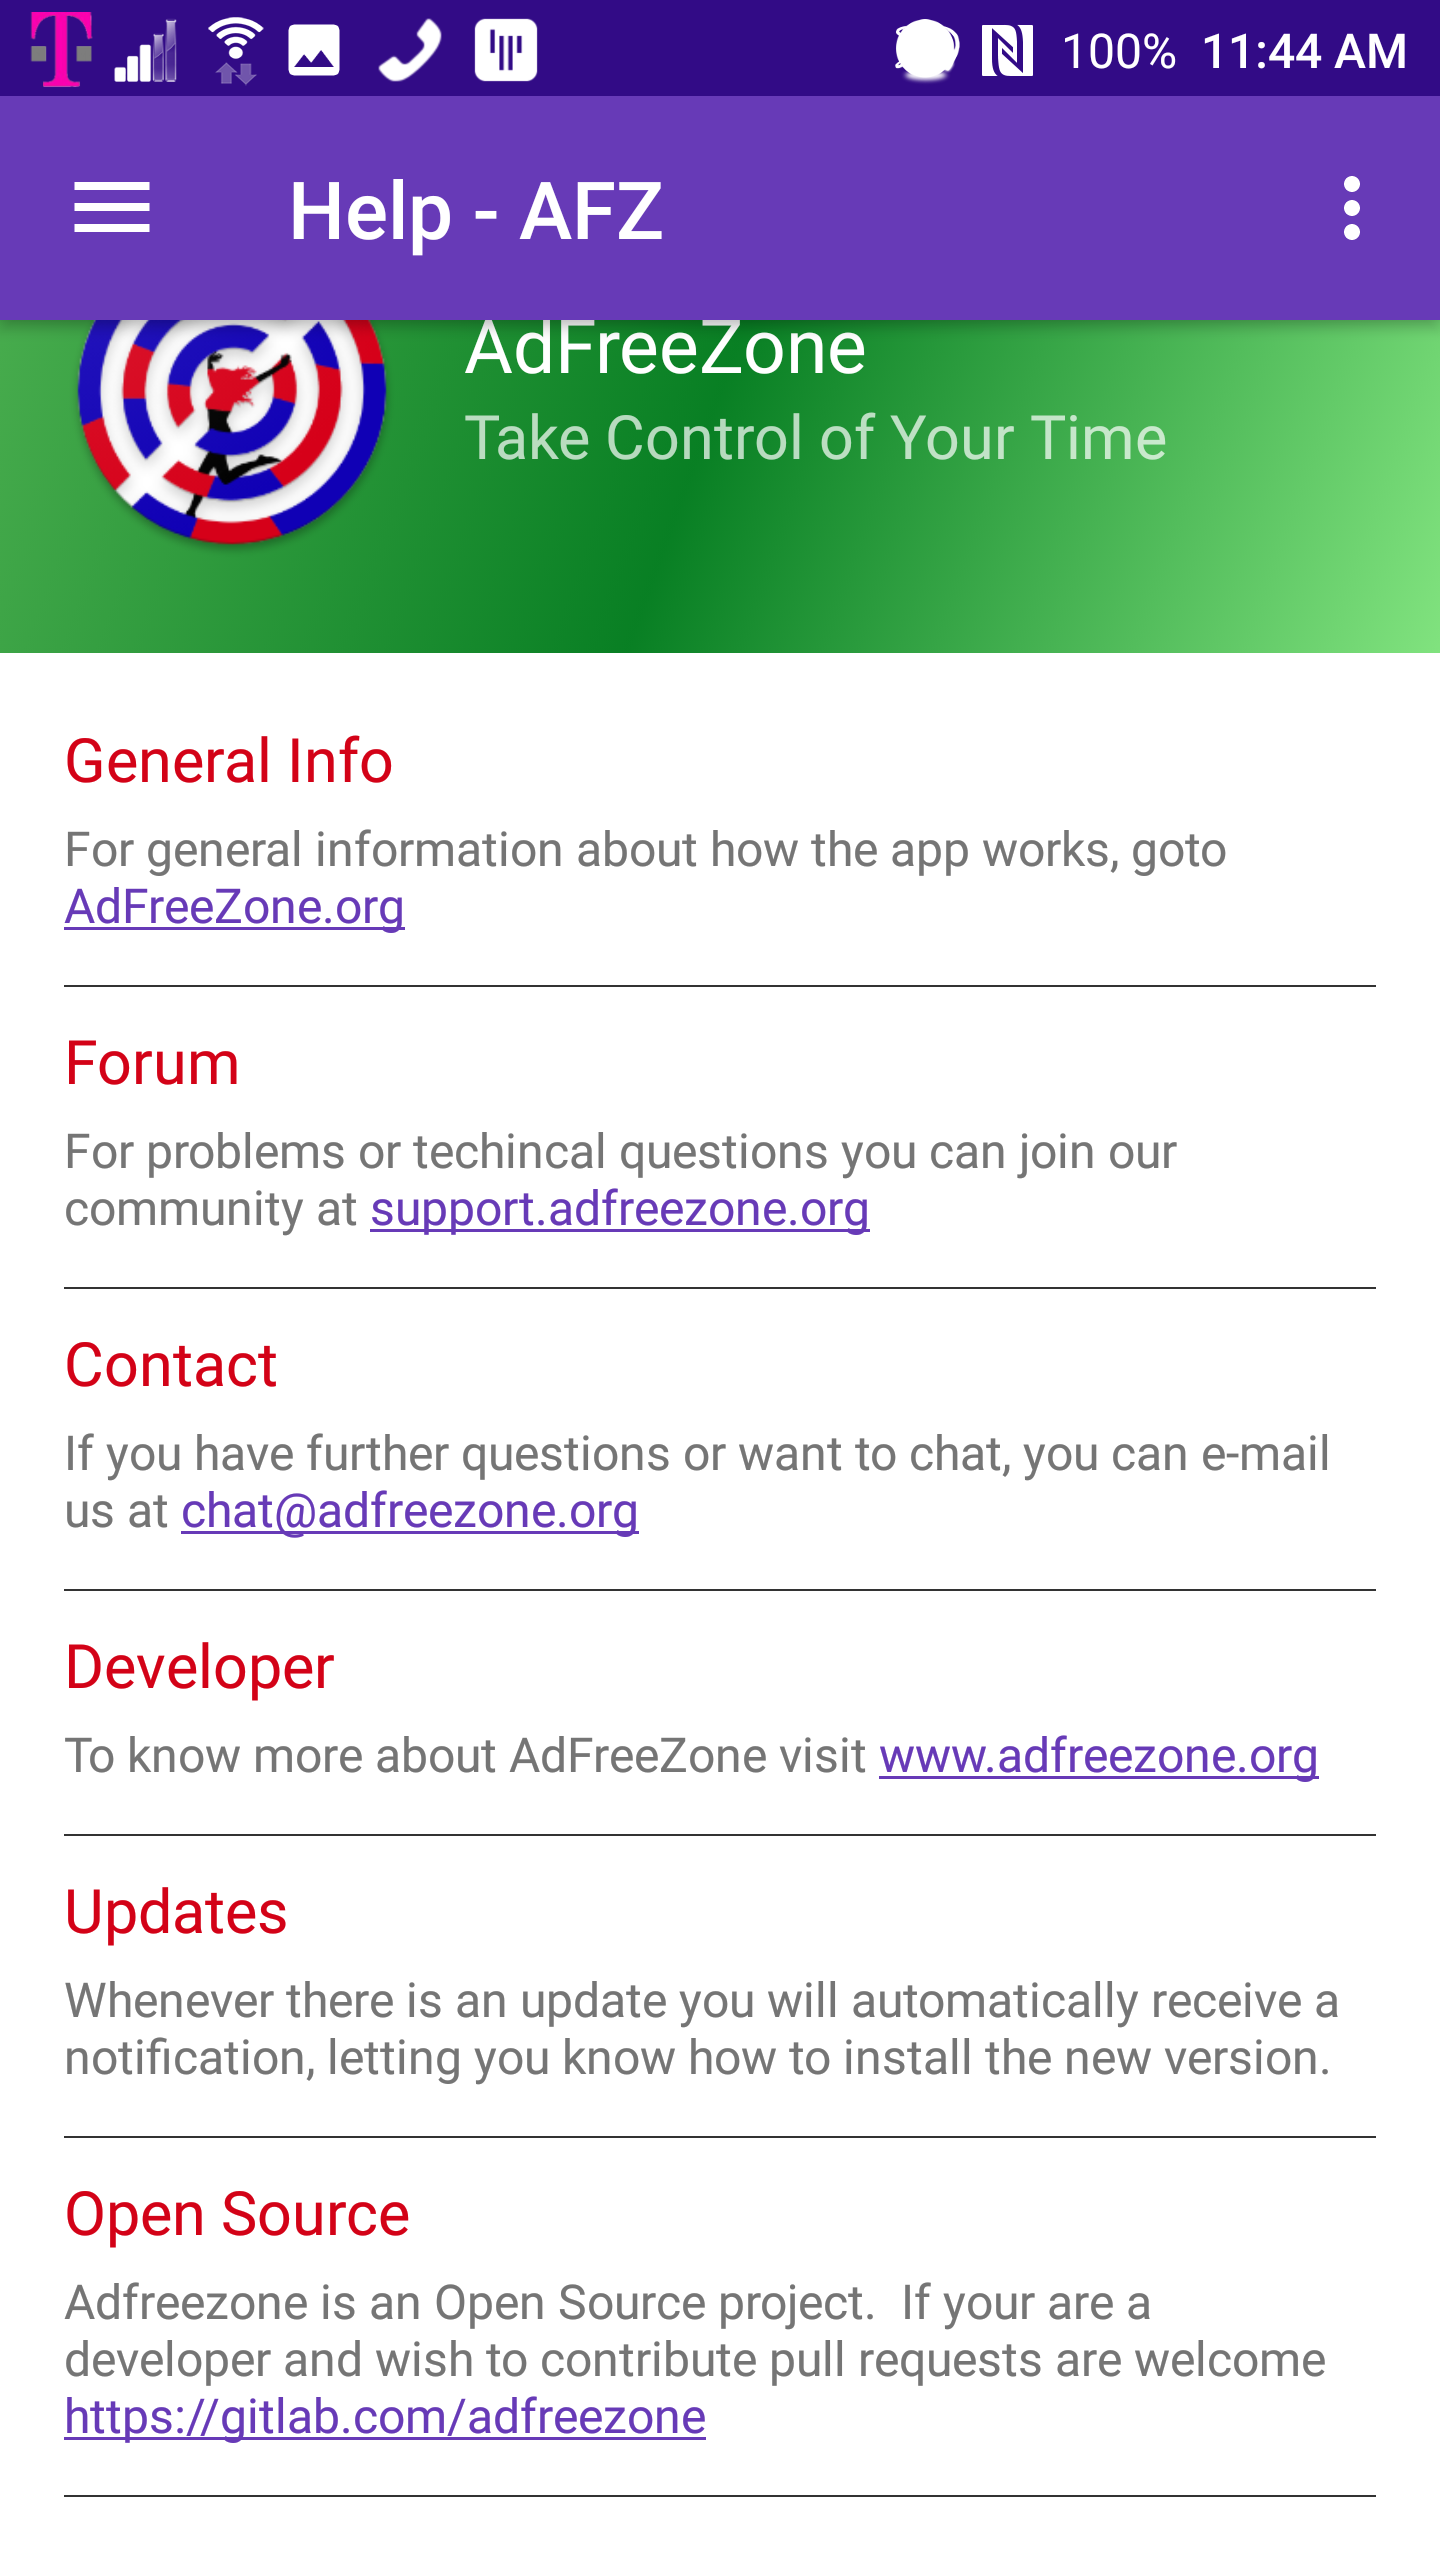 100% 11:44 AM
Help - AFZ
AdFreeZone
Take Control of Your Time
General Info
For general information about how the app works, goto
AdFreeZone.org
Forum
For problems or techincal questions you can join our
community at support.adfreezone.org
Contact
If you have further questions or want to chat, you can e-mail
us at chat@adfreezone.org
Developer
To know more about AdFreeZone visit www.adfreezone.org
Updates
Whenever there is an update you will automatically receive a
notification, letting you know how to install the new version.
Open Source
Adfreezone is an Open Source project.  If your are a
developer and wish to contribute pull requests are welcome
https://gitlab.com/adfreezone